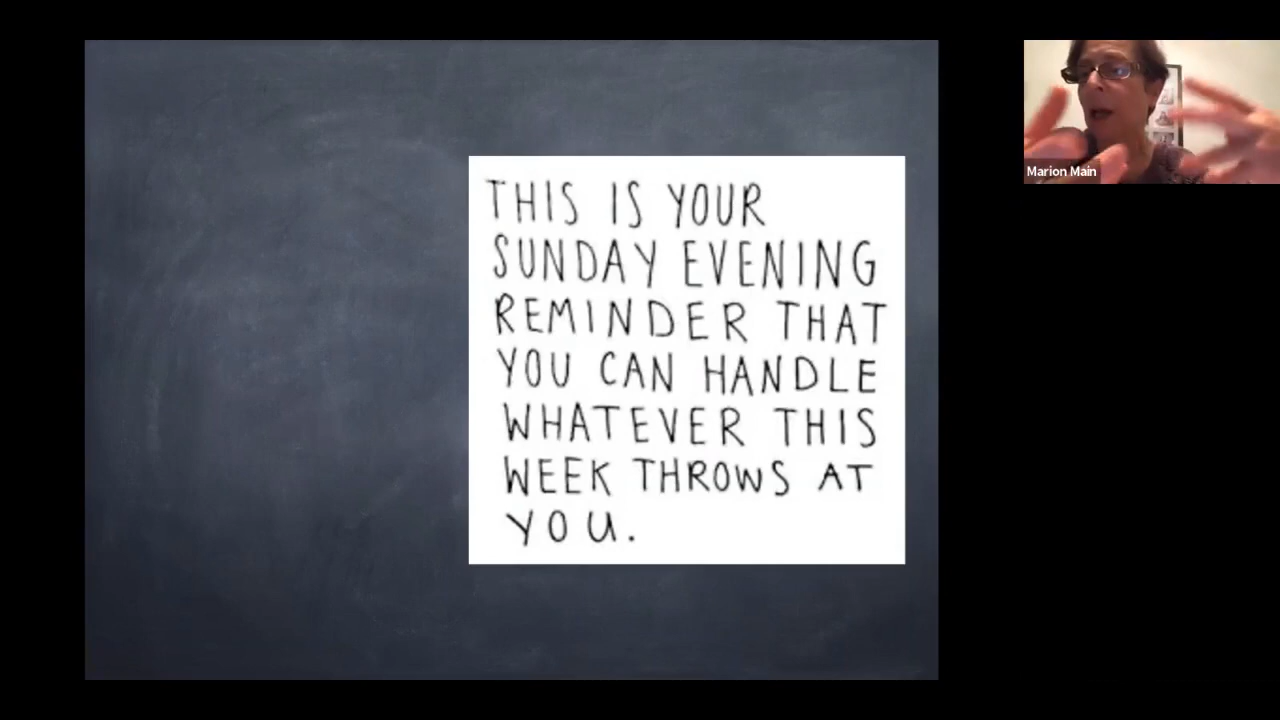 THIS IS YOUR
SUNDAY EVENING
REMINDER THAT
YOU CAN HANDLE
WHATEVER THIS
WEEK THROWS AT
YOU.
Marion Main